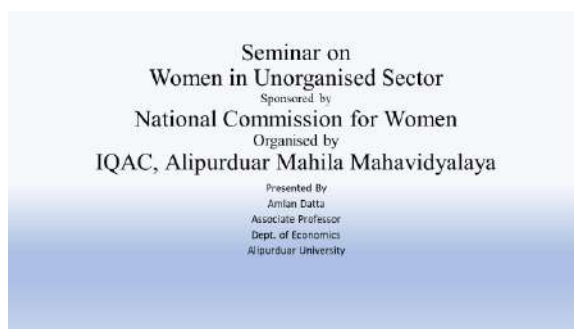 Seminar on
Women in Unorganised Sector
Sponsored by
National Commission for Women
Organised by
IQAC, Alipurduar Mahila Mahavidyalaya
Presented By
Amlan Datta
Associate Professor
Dept. of Economics
Alipurduar University